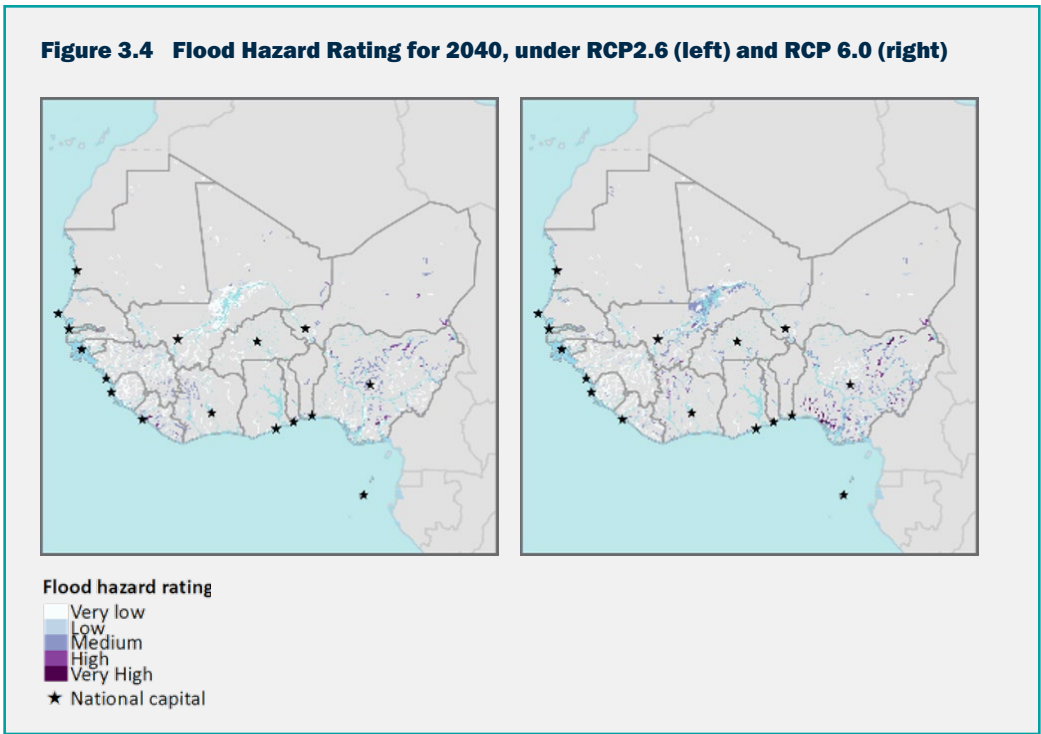 Figure 3.4 Flood Hazard Rating for 2040, under RCP2.6 (left) and RCP 6.0 (right)
Flood hazard rating
Very low
Low
Medium
High
Very High
National capital